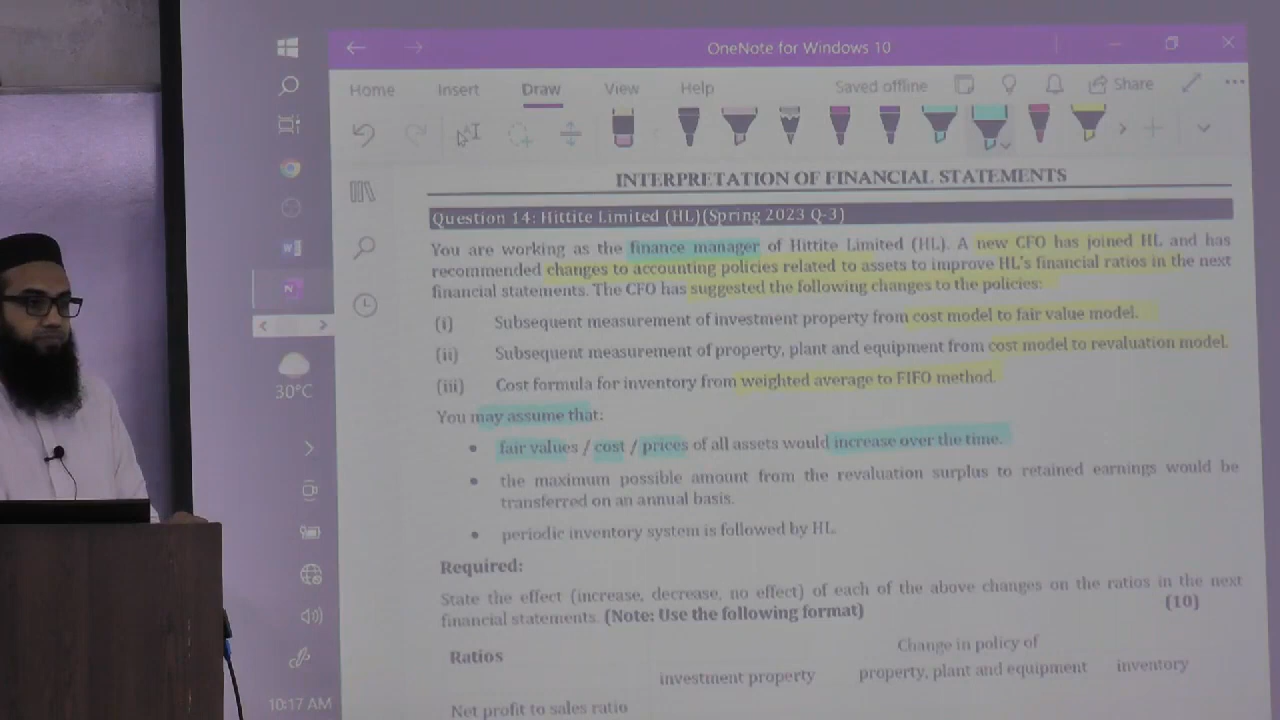 OneNote for Windows 10
Home Insert Draw View Help Saved offline Share
INTERPRETATION OF FINANCIAL STATEMENTS
Question 14: Hittite Limited (HL)(Spring 2023 Q-3)
You are working as the finance manager of Hittite Limited (HL). A new CFO has joined HL and has
recommended changes to accounting policies related to assets to improve HL's financial ratios in the next
financial statements. The CFO has suggested the following changes to the policies:
(i) Subsequent measurement of investment property from cost model to fair value model.
(ii) Subsequent measurement of property, plant and equipment from cost model to revaluation model.
(iii) Cost formula for inventory from weighted average to FIFO method.
You may assume that:
• fair values / cost / prices of all assets would increase over the time.
• the maximum possible amount from the revaluation surplus to retained earnings would be
transferred on an annual basis.
• periodic inventory system is followed by HL.
Required:
State the effect (increase, decrease, no effect) of each of the above changes on the ratios in the next
financial statements. (Note: Use the following format) (10)
Ratios Change in policy of
investment property property, plant and equipment inventory
Net profit to sales ratio
30°C
10:17 AM